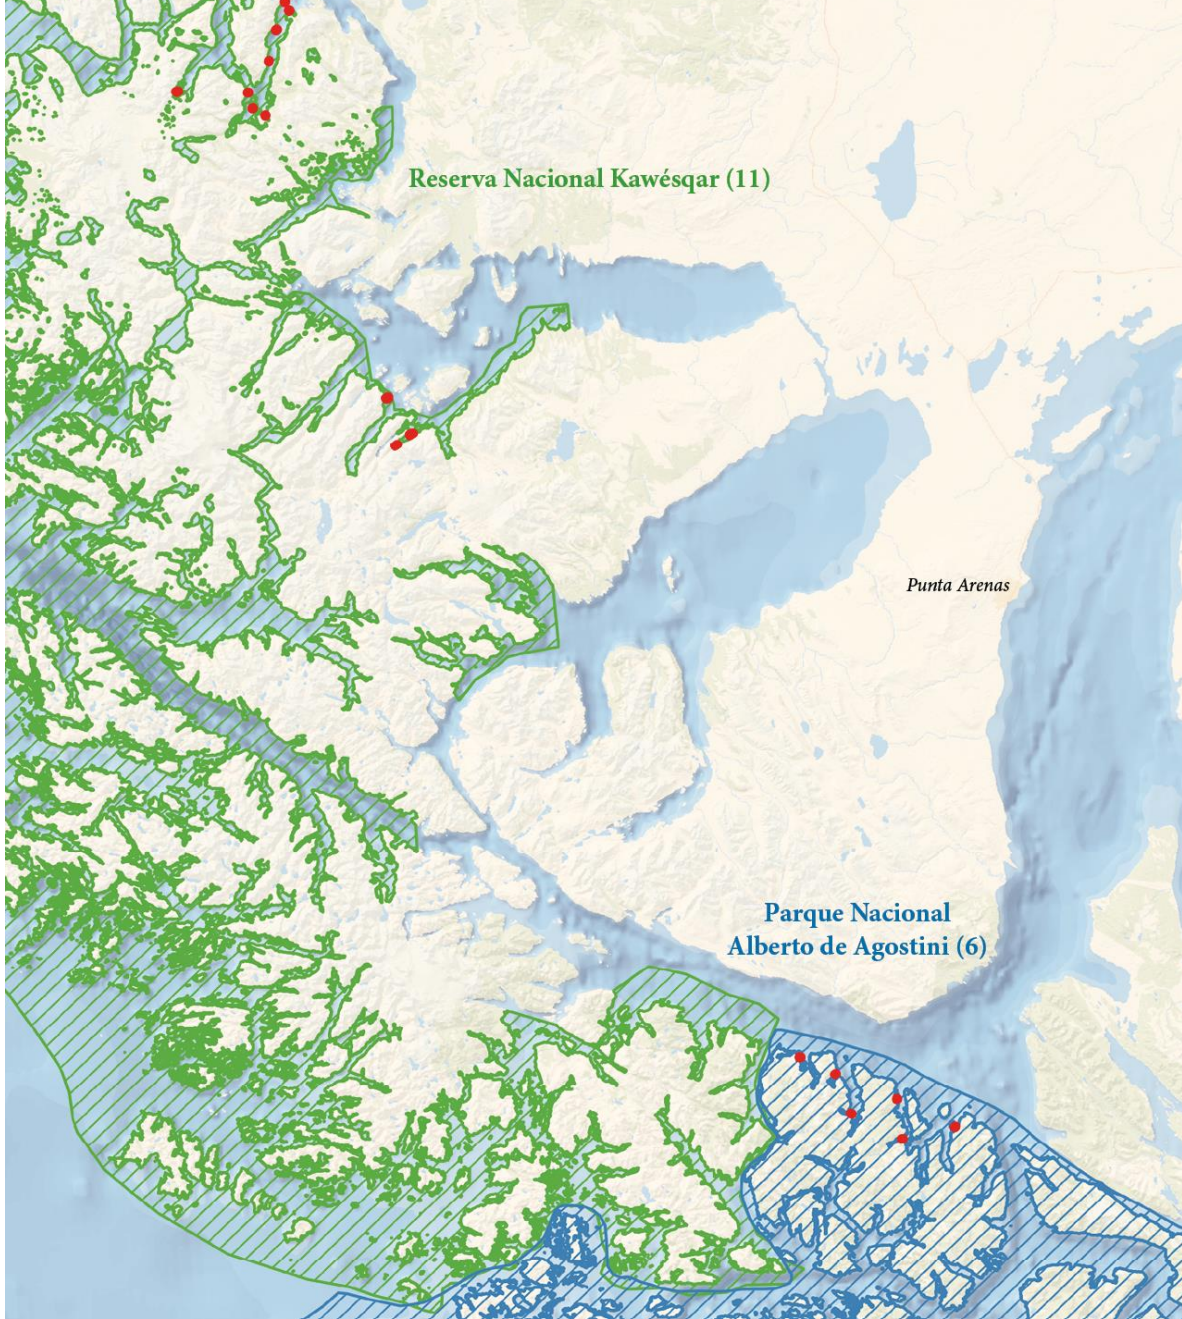 Reserva Nacional Kawésqar (11)
Punta Arenas
Parque Nacional
Alberto de Agostini (6)